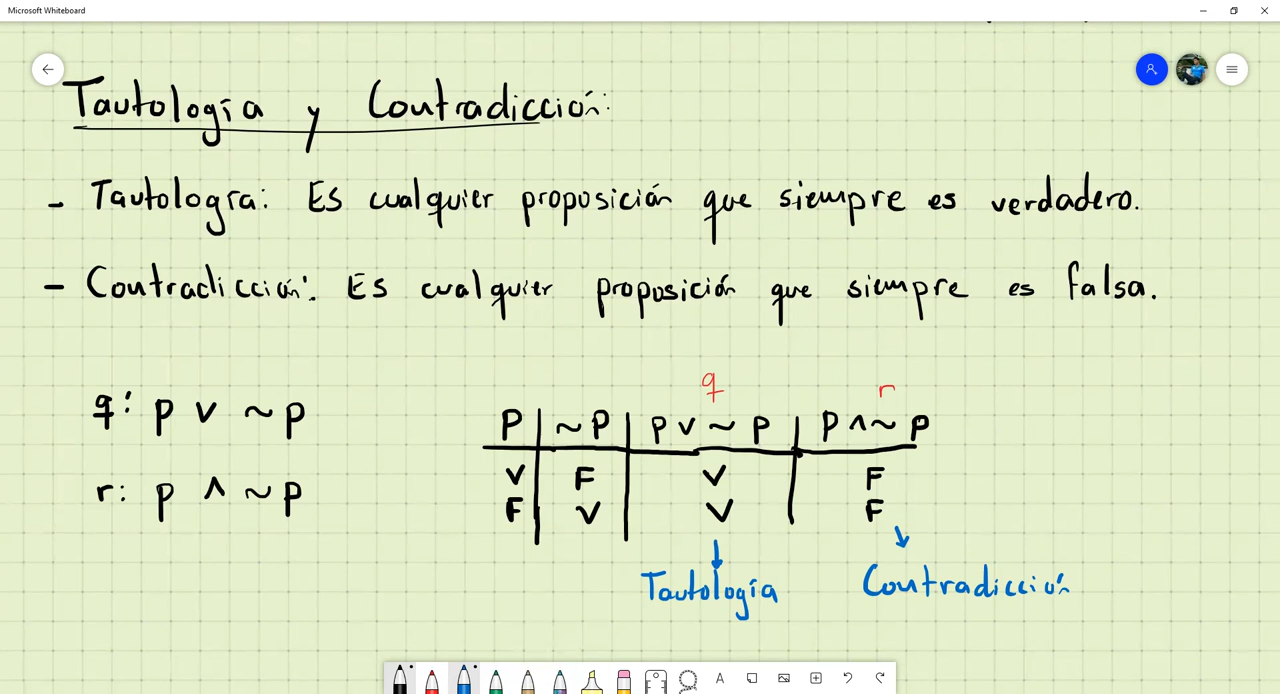 Microsoft Whiteboard
Tautología y Contradicción:
- Tautología: Es cualquier proposición que siempre es verdadero.
- Contradicción: Es cualquier proposición que siempre es falsa.
q r
q: p ∨ ~p
P | ~P | p ∨ ~ p | p ∧ ~ p
V F V F
r: p ∧ ~p
F V V F
Tautología Contradicción